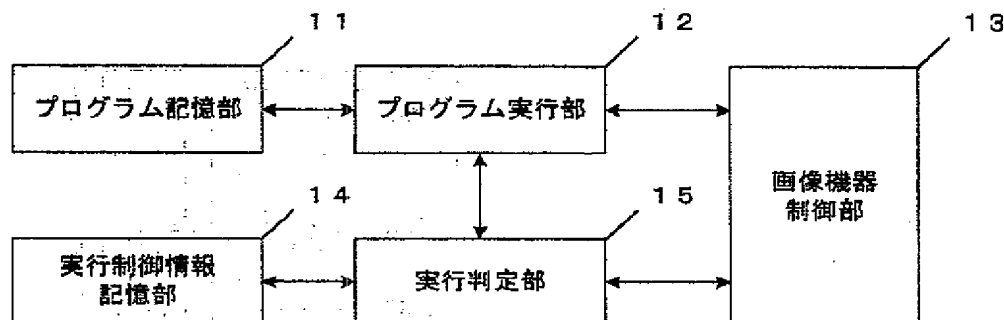 １１
１２
１３
プログラム記憶部
プログラム実行部
画像機器
制御部
１４
１５
実行制御情報
記憶部
実行判定部